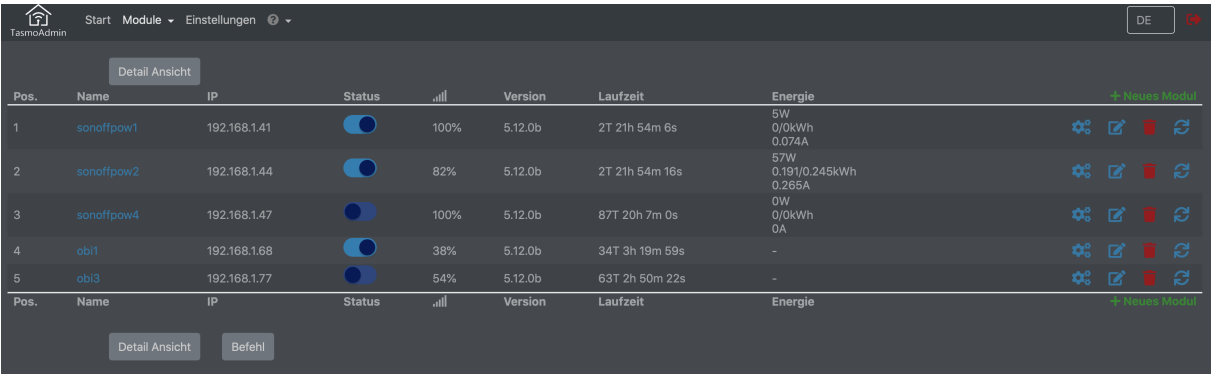 TasmoAdmin Start Module Einstellungen ? DE
Detail Ansicht
Pos. Name IP Status Version Laufzeit Energie + Neues Modul
1 sonoffpow1 192.168.1.41 100% 5.12.0b 2T 21h 54m 6s 5W
0/0kWh
0.074A
2 sonoffpow2 192.168.1.44 82% 5.12.0b 2T 21h 54m 16s 57W
0.191/0.245kWh
0.265A
3 sonoffpow4 192.168.1.47 100% 5.12.0b 87T 20h 7m 0s 0W
0/0kWh
0A
4 obi1 192.168.1.68 38% 5.12.0b 34T 3h 19m 59s -
5 obi3 192.168.1.77 54% 5.12.0b 63T 2h 50m 22s -
Pos. Name IP Status Version Laufzeit Energie + Neues Modul
Detail Ansicht Befehl